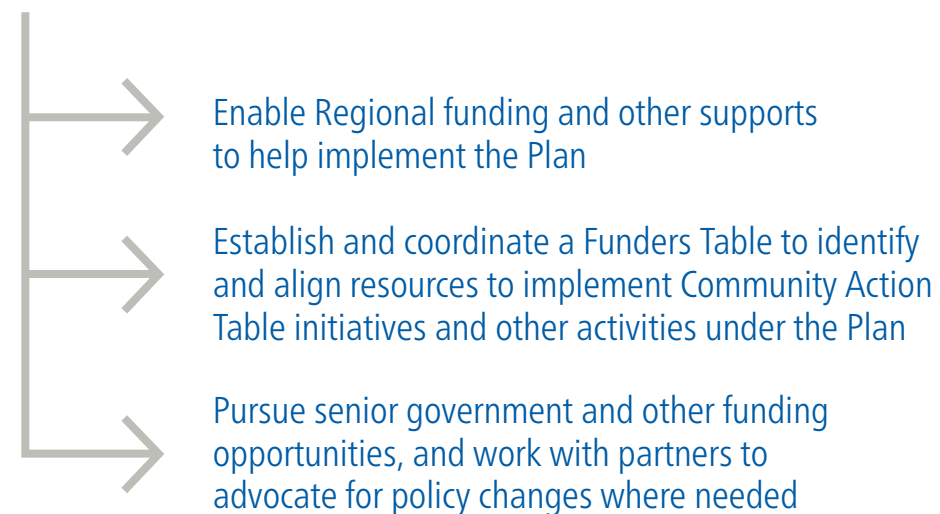 Enable Regional funding and other supports
to help implement the Plan
Establish and coordinate a Funders Table to identify
and align resources to implement Community Action
Table initiatives and other activities under the Plan
Pursue senior government and other funding
opportunities, and work with partners to
advocate for policy changes where needed